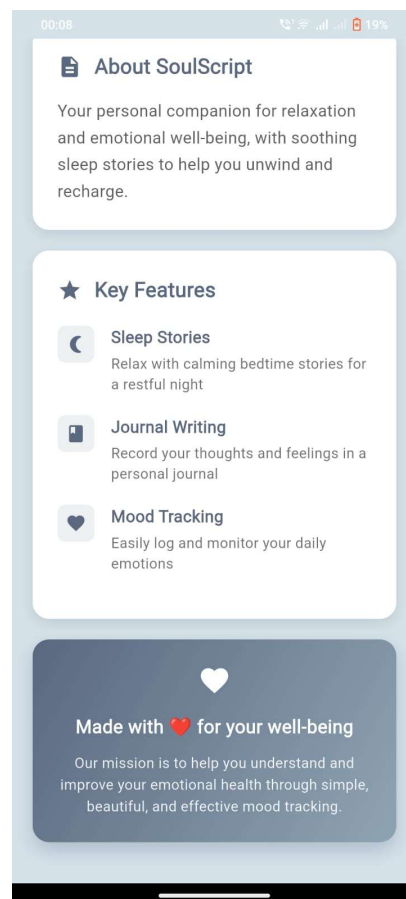 00:08
19%
About SoulScript
Your personal companion for relaxation
and emotional well-being, with soothing
sleep stories to help you unwind and
recharge.
Key Features
Sleep Stories
Relax with calming bedtime stories for
a restful night
Journal Writing
Record your thoughts and feelings in a
personal journal
Mood Tracking
Easily log and monitor your daily
emotions
Made with ❤️ for your well-being
Our mission is to help you understand and
improve your emotional health through simple,
beautiful, and effective mood tracking.